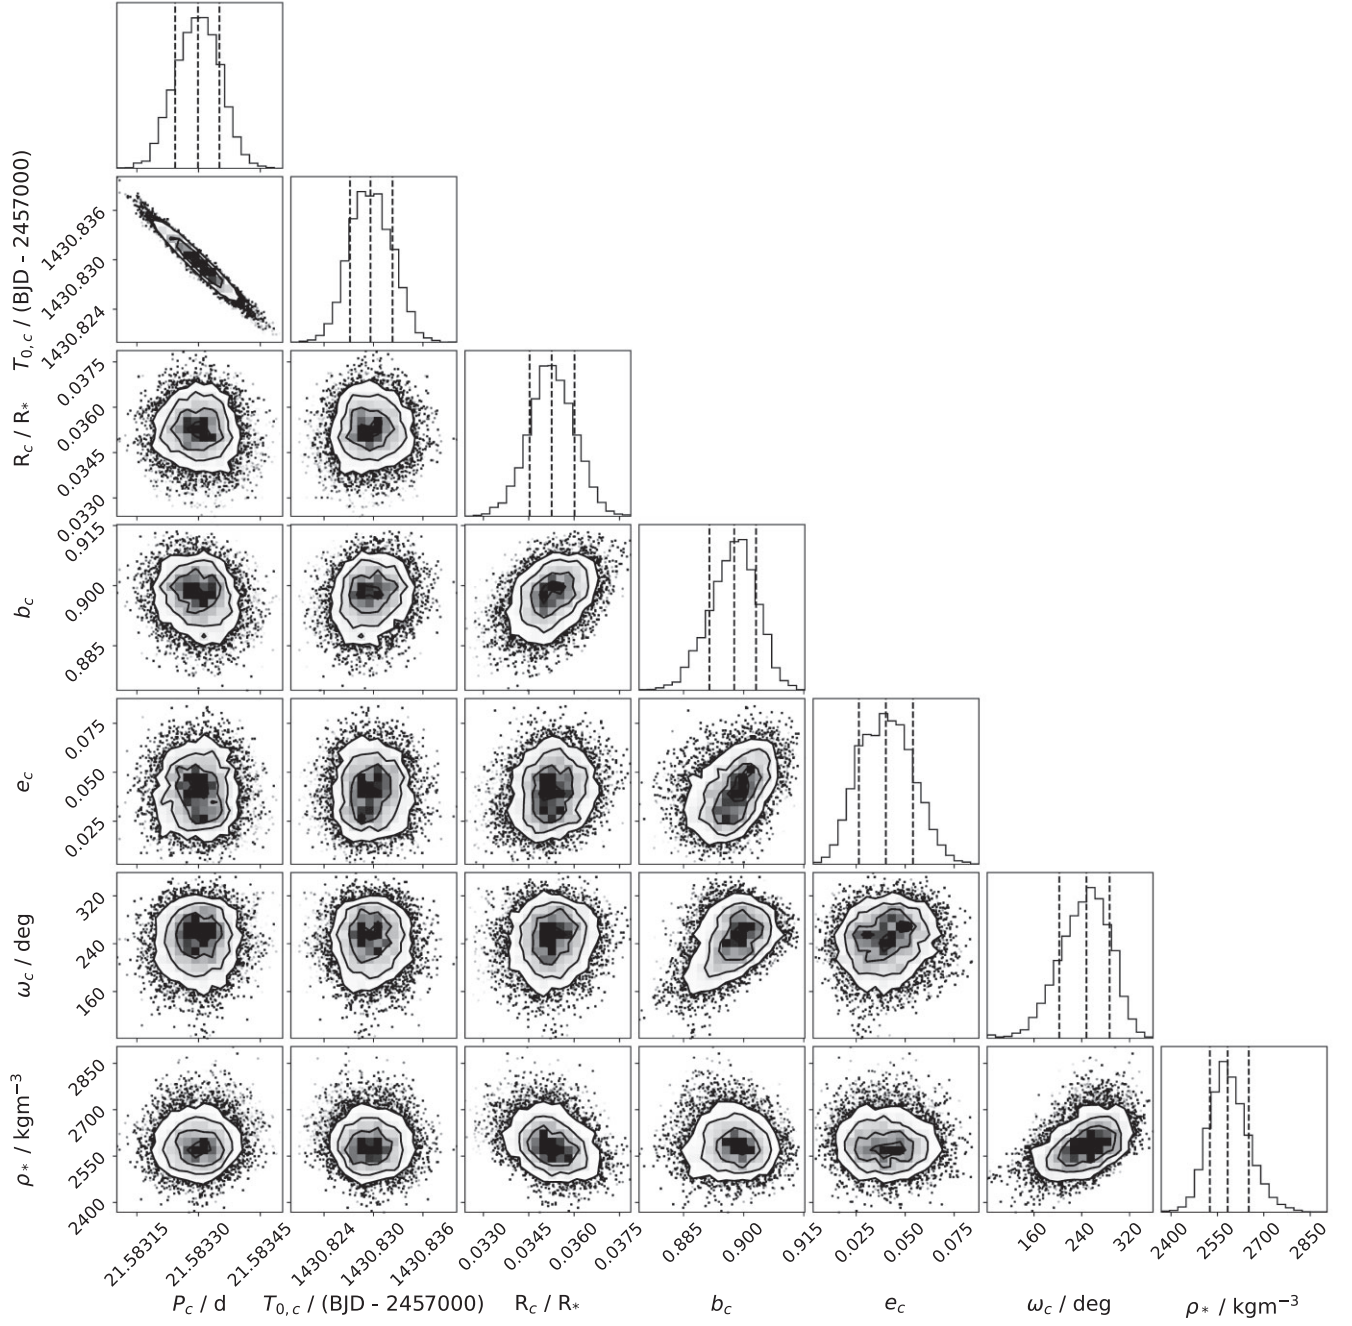 T0,c / (BJD - 2457000)
1430.836
1430.830
1430.824
Rc / R*
0.0375
0.0360
0.0345
0.0330
bc
0.915
0.900
0.885
ec
0.075
0.050
0.025
ωc / deg
320
240
160
ρ* / kgm−3
2850
2700
2550
2400
21.58315 21.58330 21.58345 1430.824 1430.830 1430.836 0.0330 0.0345 0.0360 0.0375 0.885 0.900 0.915 0.025 0.050 0.075 160 240 320 2400 2550 2700 2850
Pc / d T0,c / (BJD - 2457000) Rc / R* bc ec ωc / deg ρ* / kgm−3